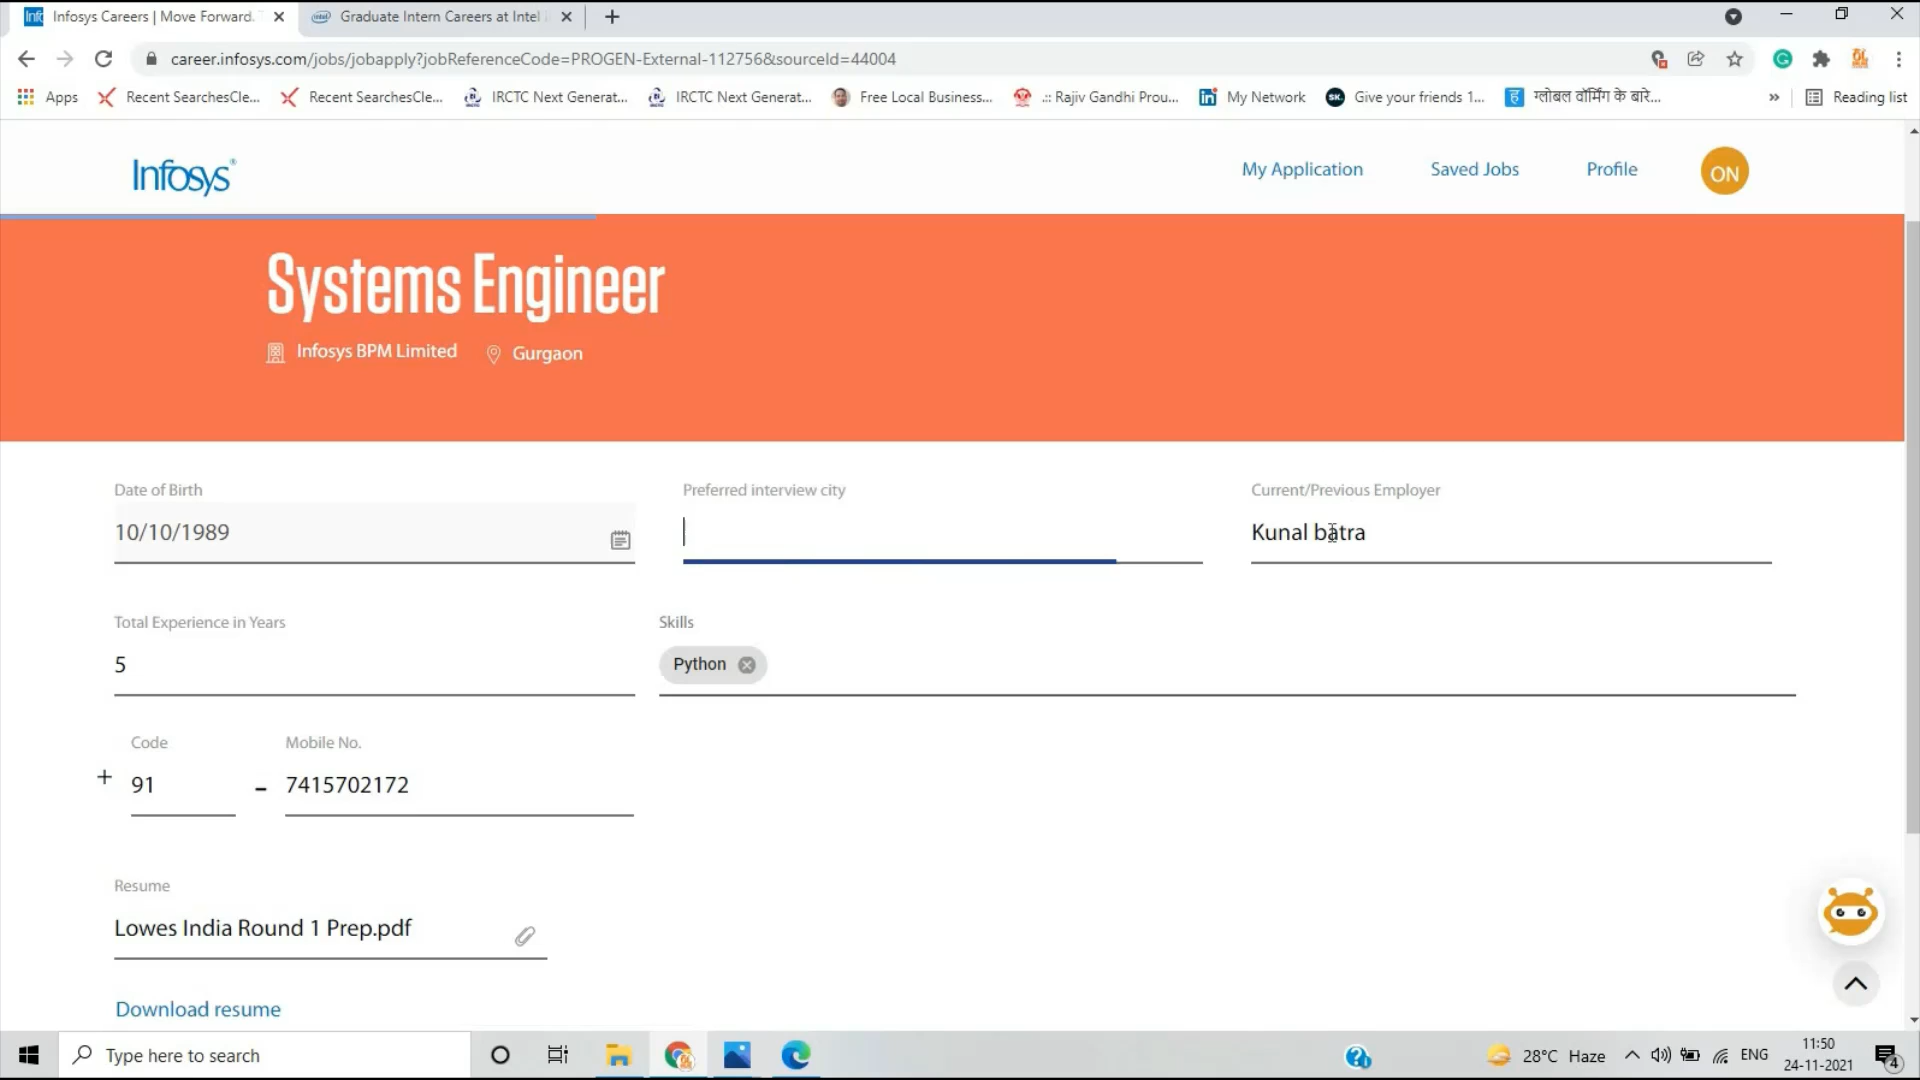 Infosys Careers | Move Forward.
Graduate Intern Careers at Intel
career.infosys.com/jobs/jobapply?jobReferenceCode=PROGEN-External-112756&sourceId=44004
Apps
Recent SearchesCle...
Recent SearchesCle...
IRCTC Next Generat...
IRCTC Next Generat...
Free Local Business...
.:: Rajiv Gandhi Prou...
My Network
Give your friends 1...
ग्लोबल वॉर्मिंग के बारे...
»
Reading list
Infosys
My Application
Saved Jobs
Profile
ON
Systems Engineer
Infosys BPM Limited
Gurgaon
Date of Birth
Preferred interview city
Current/Previous Employer
10/10/1989
Kunal batra
Total Experience in Years
Skills
5
Python
Code
Mobile No.
+ 91 - 7415702172
Resume
Lowes India Round 1 Prep.pdf
Download resume
Type here to search
28°C Haze
ENG
11:50
24-11-2021
4